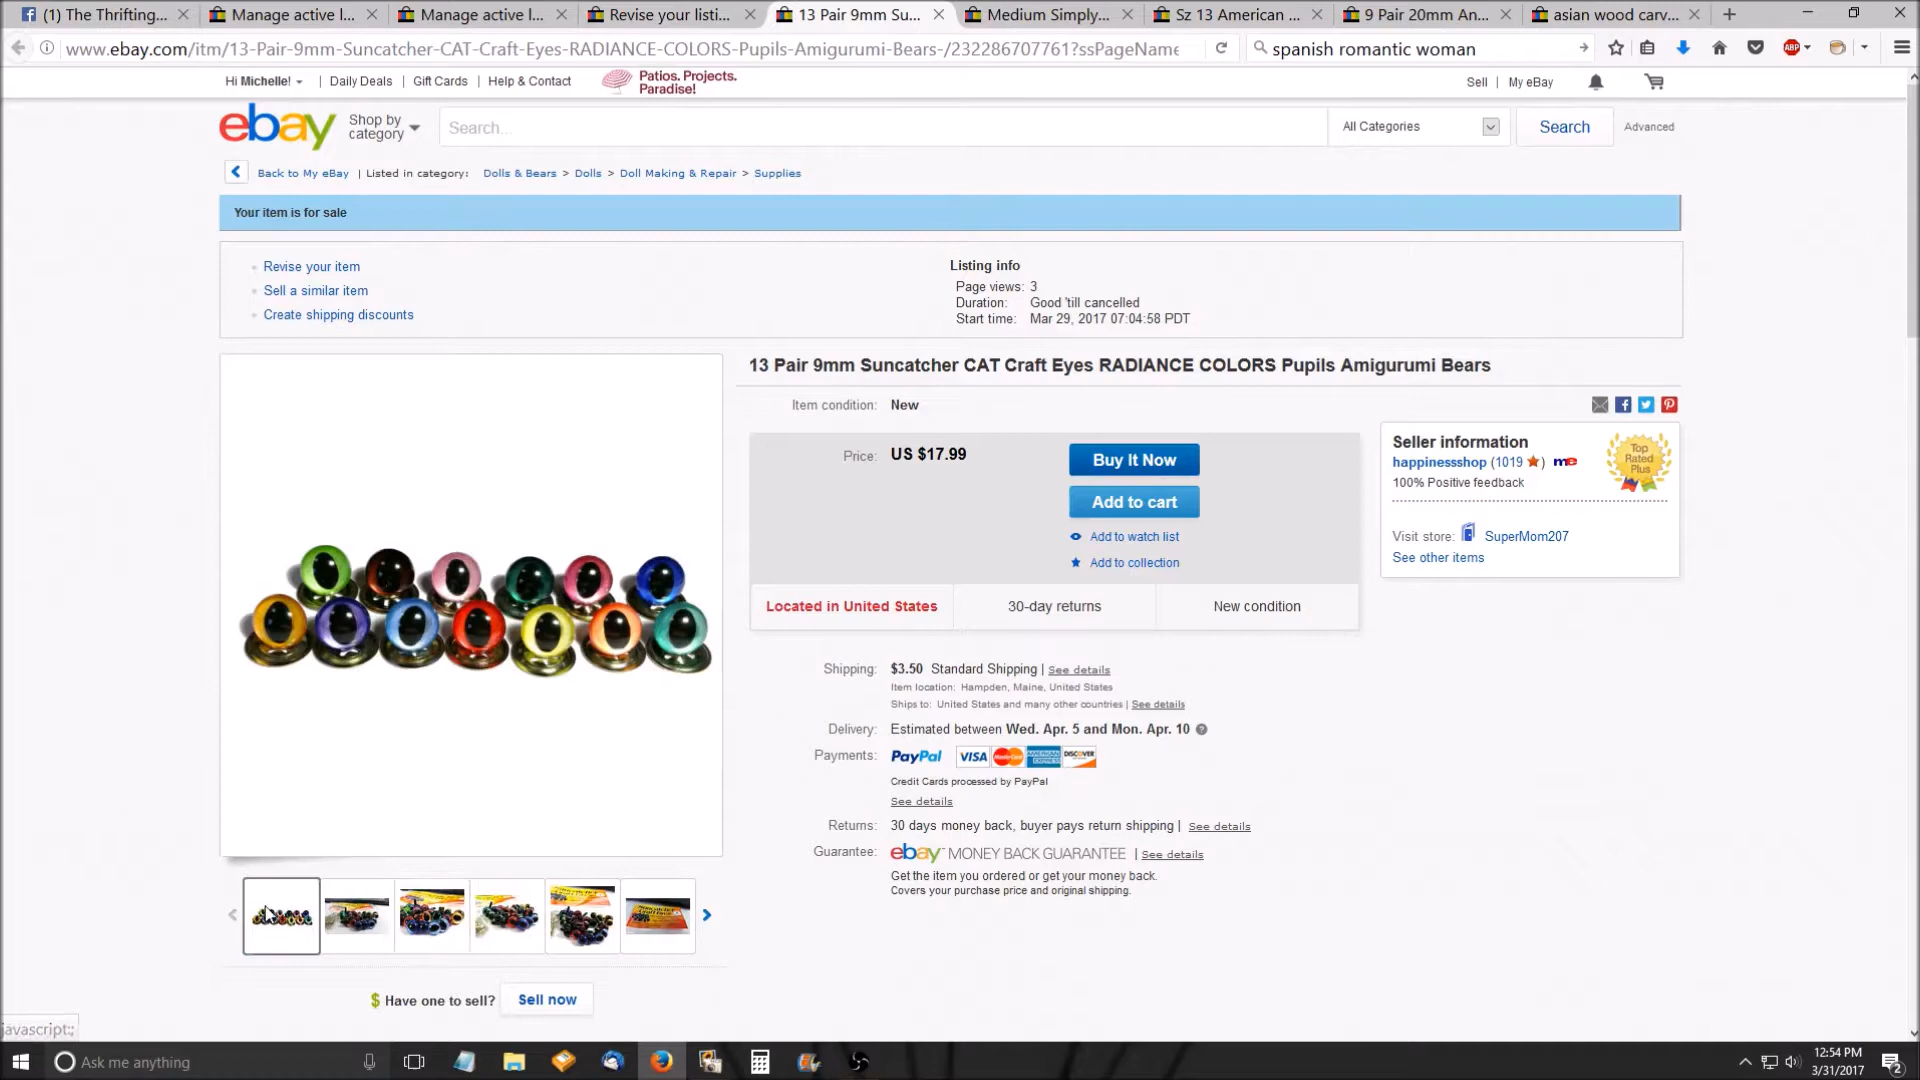 (1) The Thrifting...
Manage active l...
Manage active l...
Revise your listi...
13 Pair 9mm Su...
Medium Simply...
Sz 13 American ...
9 Pair 20mm An...
asian wood carv...
www.ebay.com/itm/13-Pair-9mm-Suncatcher-CAT-Craft-Eyes-RADIANCE-COLORS-Pupils-Amigurumi-Bears-/232286707761?ssPageName
spanish romantic woman
ABP
Hi Michelle! | Daily Deals | Gift Cards | Help & Contact
Patios. Projects.
Paradise!
Sell | My eBay
ebay
Shop by
category
Search...
All Categories
Search
Advanced
Back to My eBay | Listed in category: Dolls & Bears > Dolls > Doll Making & Repair > Supplies
Your item is for sale
Revise your item
Sell a similar item
Create shipping discounts
Listing info
Page views: 3
Duration: Good 'till cancelled
Start time: Mar 29, 2017 07:04:58 PDT
13 Pair 9mm Suncatcher CAT Craft Eyes RADIANCE COLORS Pupils Amigurumi Bears
Item condition: New
Price: US $17.99
Buy It Now
Add to cart
Add to watch list
Add to collection
Located in United States
30-day returns
New condition
Seller information
happinessshop (1019 ) me
100% Positive feedback
Top
Rated
Plus
Visit store: SuperMom207
See other items
Shipping: $3.50 Standard Shipping | See details
Item location: Hampden, Maine, United States
Ships to: United States and many other countries | See details
Delivery: Estimated between Wed. Apr. 5 and Mon. Apr. 10
Payments: PayPal VISA MasterCard AMERICAN EXPRESS DISCOVER
Credit Cards processed by PayPal
See details
Returns: 30 days money back, buyer pays return shipping | See details
Guarantee: ebay MONEY BACK GUARANTEE | See details
Get the item you ordered or get your money back.
Covers your purchase price and original shipping.
$ Have one to sell? Sell now
javascript:;
Ask me anything
12:54 PM
3/31/2017
2